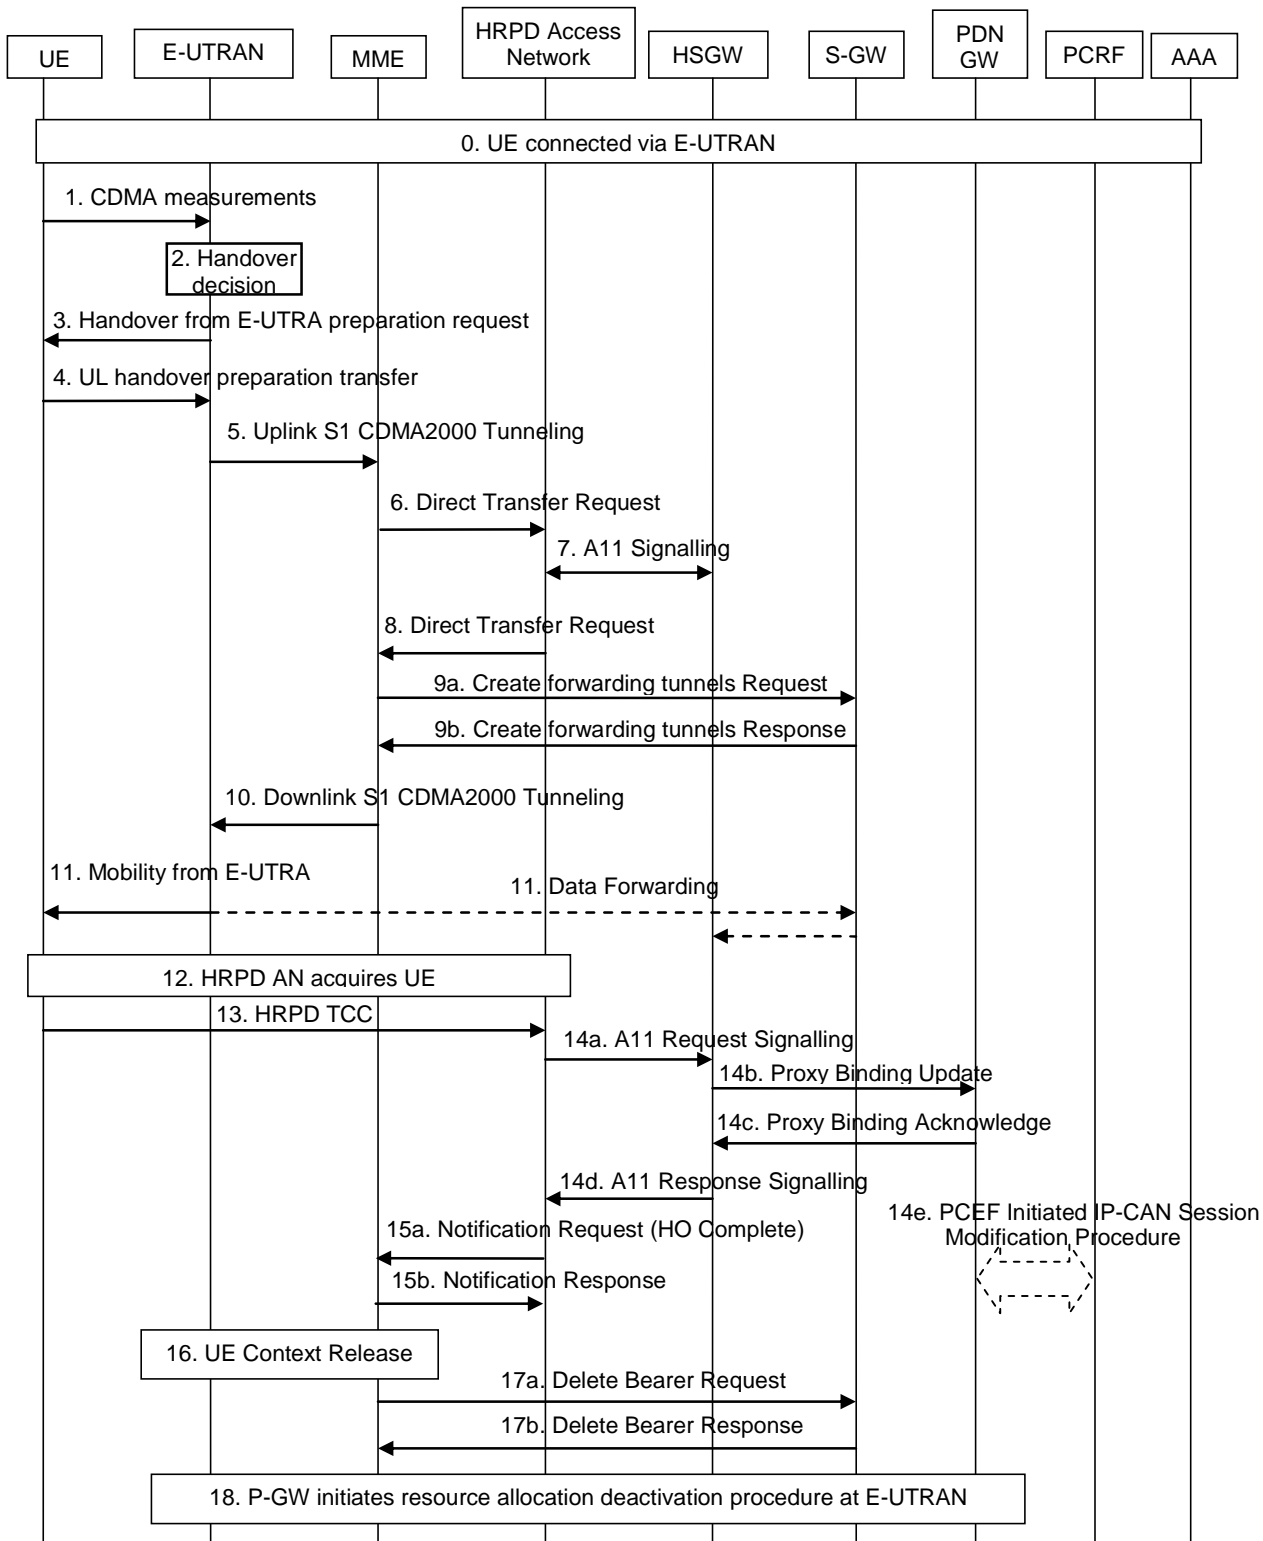 UE
E-UTRAN
MME
HRPD Access
Network
HSGW
S-GW
PDN
GW
PCRF
AAA
0. UE connected via E-UTRAN
1. CDMA measurements
2. Handover
decision
3. Handover from E-UTRA preparation request
4. UL handover preparation transfer
5. Uplink S1 CDMA2000 Tunneling
6. Direct Transfer Request
7. A11 Signalling
8. Direct Transfer Request
9a. Create forwarding tunnels Request
9b. Create forwarding tunnels Response
10. Downlink S1 CDMA2000 Tunneling
11. Mobility from E-UTRA
11. Data Forwarding
12. HRPD AN acquires UE
13. HRPD TCC
14a. A11 Request Signalling
14b. Proxy Binding Update
14c. Proxy Binding Acknowledge
14d. A11 Response Signalling
14e. PCEF Initiated IP-CAN Session
Modification Procedure
15a. Notification Request (HO Complete)
15b. Notification Response
16. UE Context Release
17a. Delete Bearer Request
17b. Delete Bearer Response
18. P-GW initiates resource allocation deactivation procedure at E-UTRAN